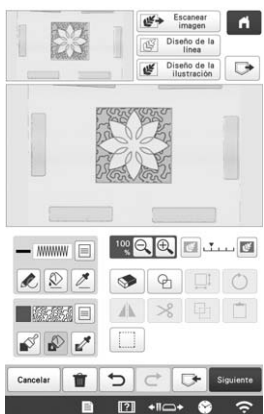 Escanear
imagen
Diseño de la
línea
Diseño de la
ilustración
100
%
Cancelar
Siguiente